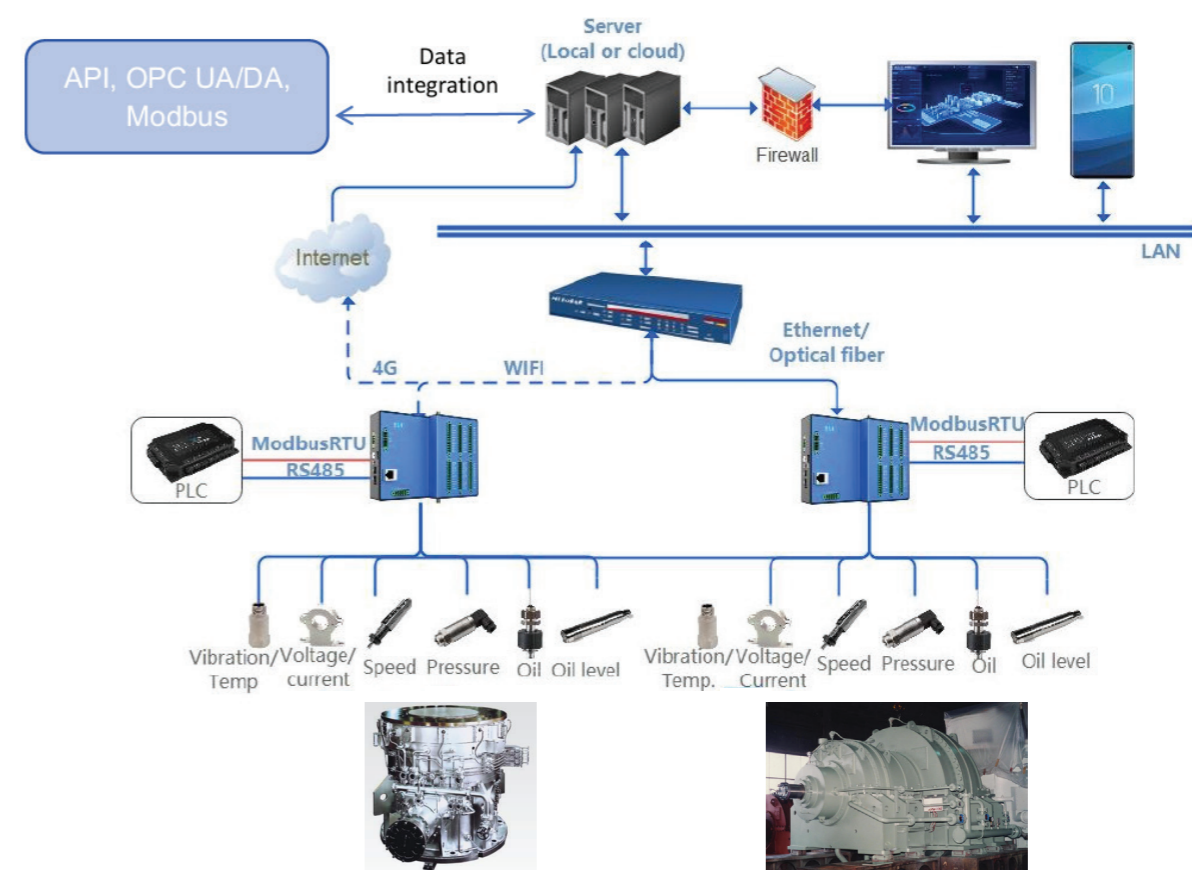 Server
(Local or cloud)
Data
integration
API, OPC UA/DA,
Modbus
10
Firewall
Internet
LAN
Ethernet/
Optical fiber
4G
WIFI
ModbusRTU
RS485
PLC
ModbusRTU
RS485
PLC
Vibration/
Temp
Voltage/
current
Speed
Pressure
Oil
Oil level
Vibration/
Temp.
Voltage/
Current
Speed
Pressure
Oil
Oil level